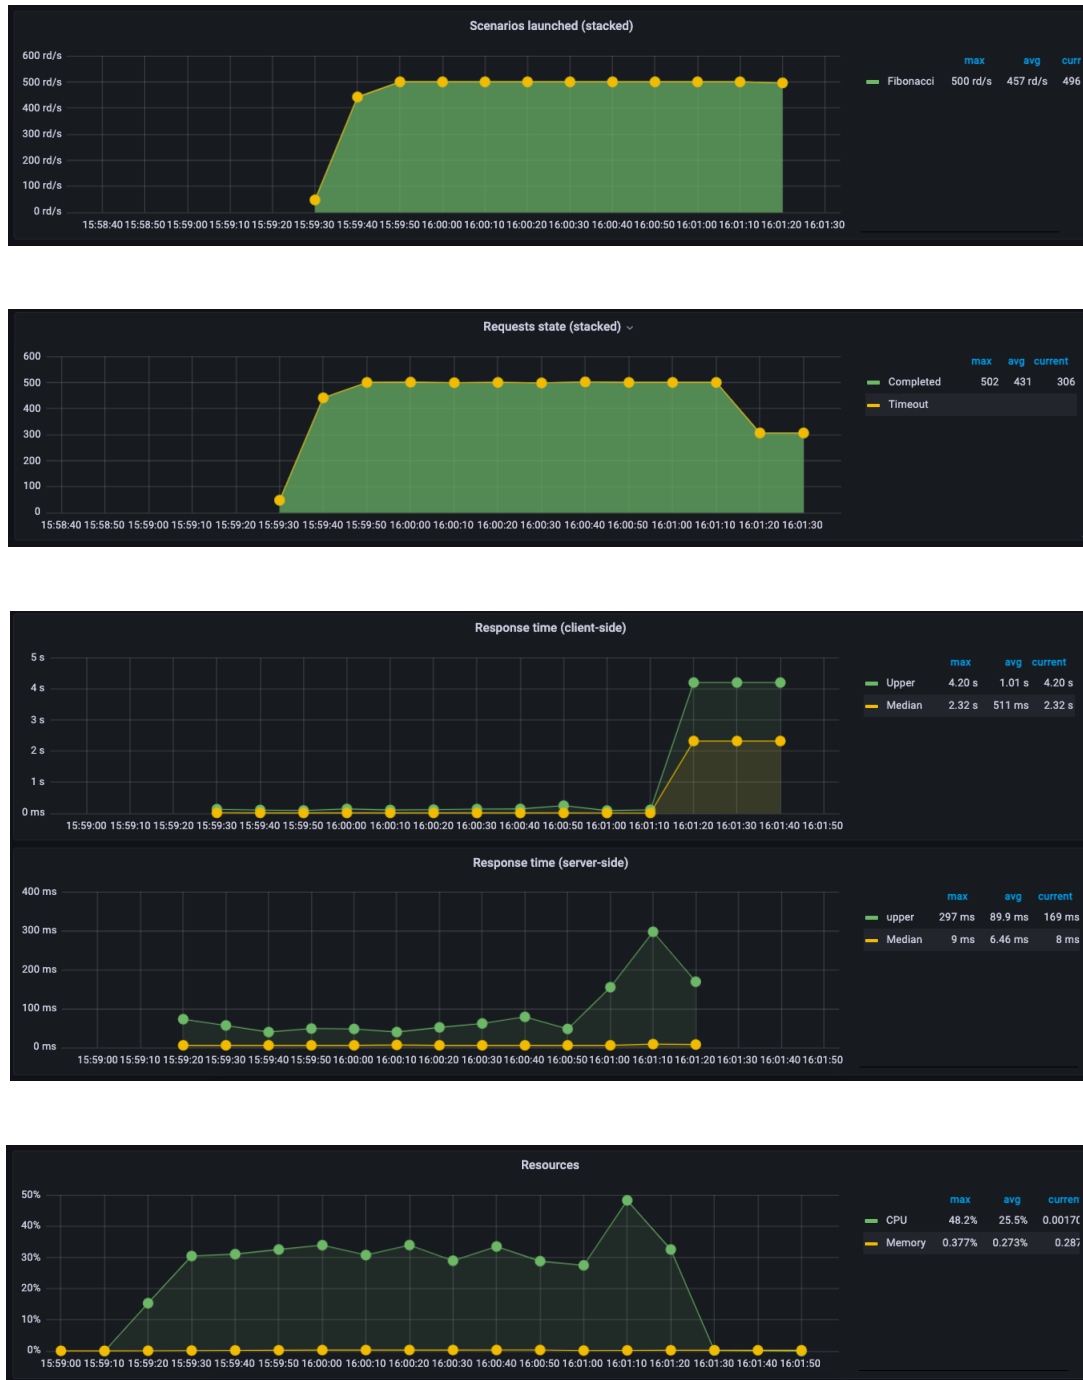 Scenarios launched (stacked)
600 rd/s
500 rd/s
400 rd/s
300 rd/s
200 rd/s
100 rd/s
0 rd/s
15:58:40 15:58:50 15:59:00 15:59:10 15:59:20 15:59:30 15:59:40 15:59:50 16:00:00 16:00:10 16:00:20 16:00:30 16:00:40 16:00:50 16:01:00 16:01:10 16:01:20 16:01:30
max avg curr
Fibonacci 500 rd/s 457 rd/s 496
Requests state (stacked)
600
500
400
300
200
100
0
15:58:40 15:58:50 15:59:00 15:59:10 15:59:20 15:59:30 15:59:40 15:59:50 16:00:00 16:00:10 16:00:20 16:00:30 16:00:40 16:00:50 16:01:00 16:01:10 16:01:20 16:01:30
max avg current
Completed 502 431 306
Timeout
Response time (client-side)
5 s
4 s
3 s
2 s
1 s
0 ms
15:59:00 15:59:10 15:59:20 15:59:30 15:59:40 15:59:50 16:00:00 16:00:10 16:00:20 16:00:30 16:00:40 16:00:50 16:01:00 16:01:10 16:01:20 16:01:30 16:01:40 16:01:50
max avg current
Upper 4.20 s 1.01 s 4.20 s
Median 2.32 s 511 ms 2.32 s
Response time (server-side)
400 ms
300 ms
200 ms
100 ms
0 ms
15:59:00 15:59:10 15:59:20 15:59:30 15:59:40 15:59:50 16:00:00 16:00:10 16:00:20 16:00:30 16:00:40 16:00:50 16:01:00 16:01:10 16:01:20 16:01:30 16:01:40 16:01:50
max avg current
upper 297 ms 89.9 ms 169 ms
Median 9 ms 6.46 ms 8 ms
Resources
50%
40%
30%
20%
10%
0%
15:59:00 15:59:10 15:59:20 15:59:30 15:59:40 15:59:50 16:00:00 16:00:10 16:00:20 16:00:30 16:00:40 16:00:50 16:01:00 16:01:10 16:01:20 16:01:30 16:01:40 16:01:50
max avg curren
CPU 48.2% 25.5% 0.0017
Memory 0.377% 0.273% 0.28